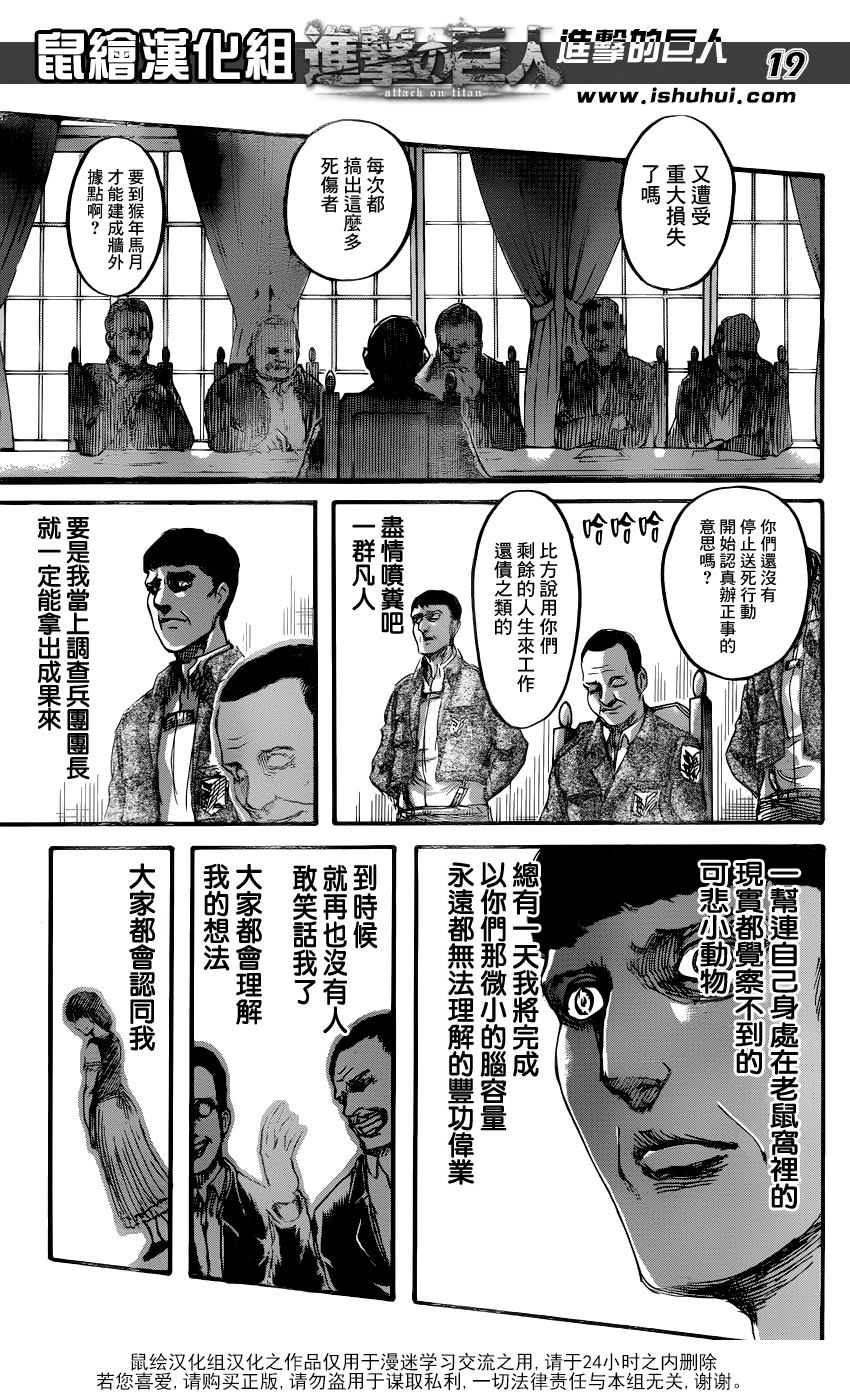 鼠繪漢化組
進撃の巨人
attack on titan
進擊的巨人
www.ishuhui.com
19
又遭受
重大損失
了嗎
每次都
搞出這麼多
死傷者
要到猴年馬月
才能建成牆外
據點啊?
你們還沒有
停止送死行動
開始認真辦正事的
意思嗎?
哈哈哈
比方說用你們
剩餘的人生來工作
還債之類的
盡情噴糞吧
一群凡人
要是我當上調查兵團團長
就一定能拿出成果來
一幫連自己身處在老鼠窩裡的
現實都覺察不到的
可悲小動物
總有一天我將完成
以你們那微小的腦容量
永遠都無法理解的豐功偉業
到時候
就再也沒有人
敢笑話我了
大家都會理解
我的想法
大家都會認同我
鼠绘汉化组汉化之作品仅用于漫迷学习交流之用,请于24小时之内删除
若您喜爱,请购买正版,请勿盗用于谋取私利,一切法律责任与本组无关,谢谢。